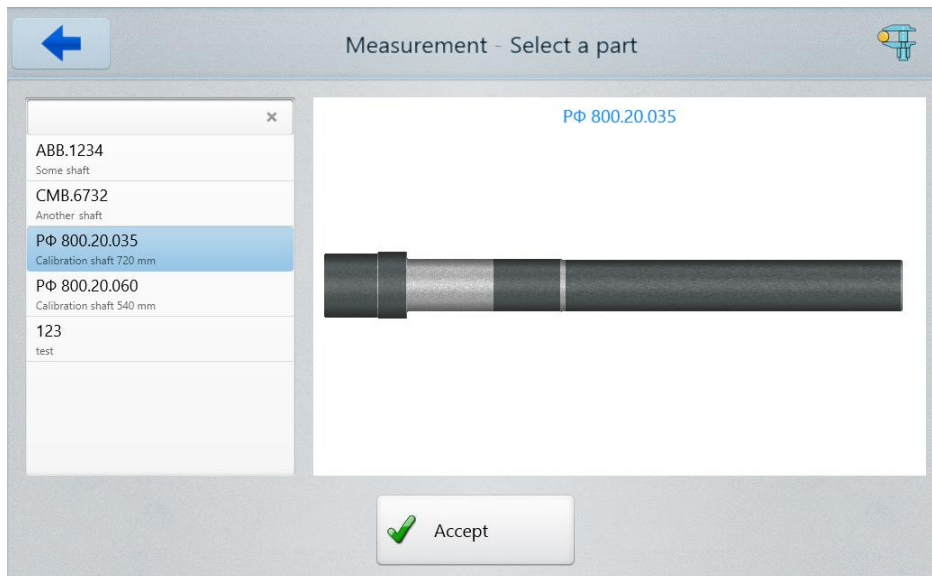 Measurement - Select a part
РФ 800.20.035
ABB.1234
Some shaft
CMB.6732
Another shaft
РФ 800.20.035
Calibration shaft 720 mm
РФ 800.20.060
Calibration shaft 540 mm
123
test
Accept